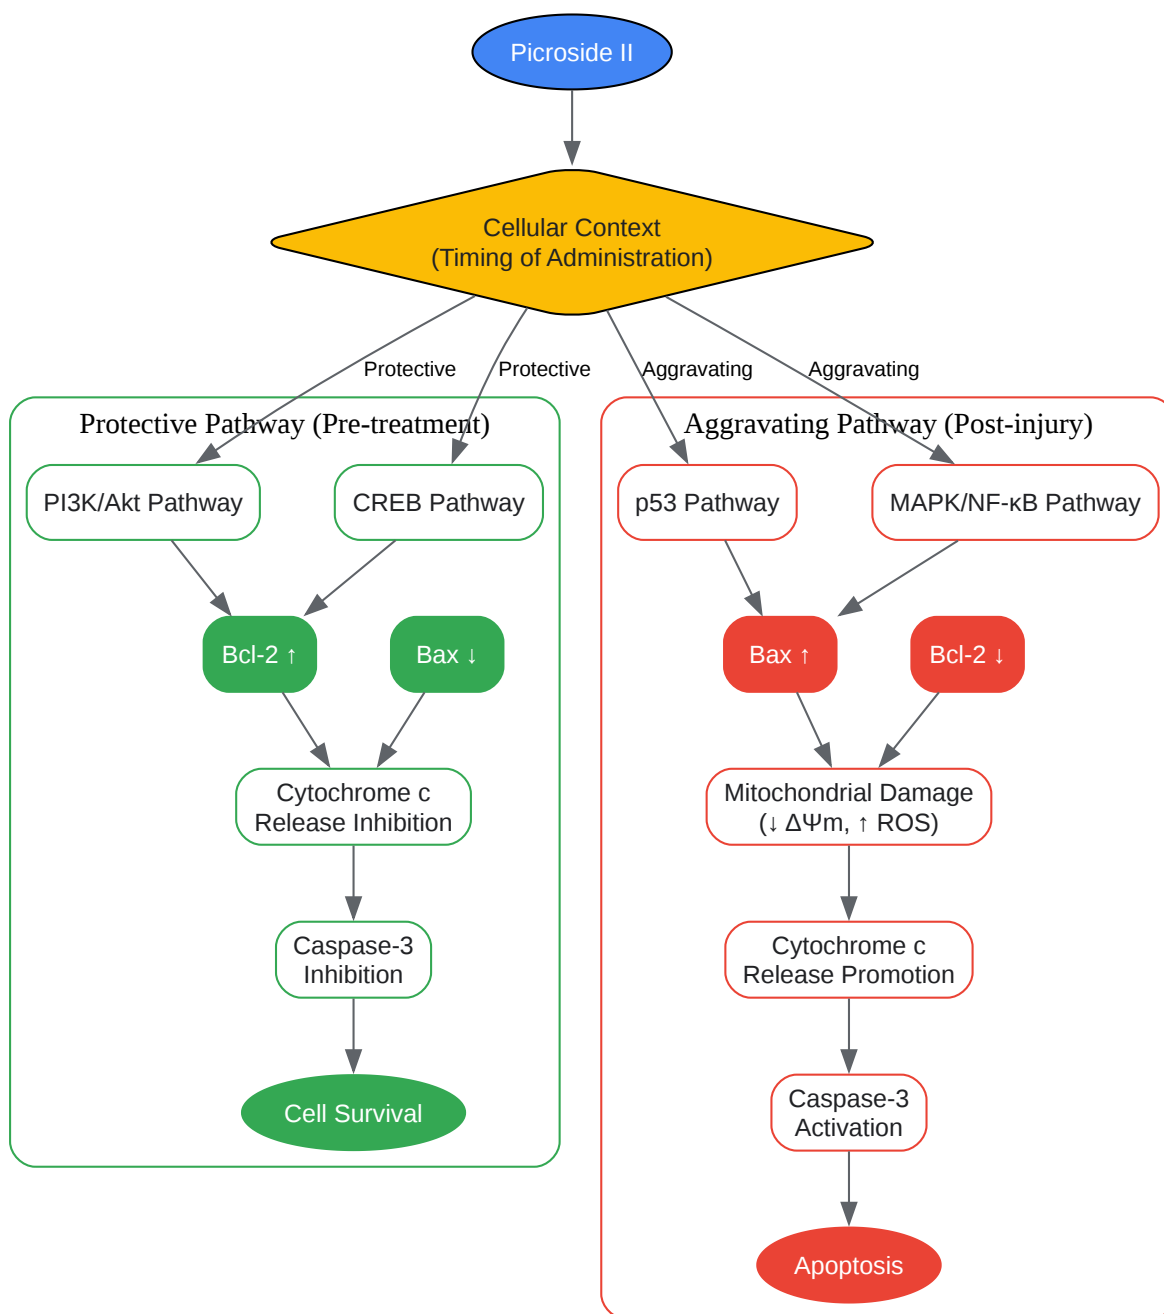 Picroside II
Cellular Context
(Timing of Administration)
Protective
Protective
Aggravating
Aggravating
Protective Pathway (Pre-treatment)
Aggravating Pathway (Post-injury)
PI3K/Akt Pathway
CREB Pathway
p53 Pathway
MAPK/NF-κB Pathway
Bcl-2 ↑
Bax ↓
Bax ↑
Bcl-2 ↓
Cytochrome c
Release Inhibition
Mitochondrial Damage
(↓ ΔΨm, ↑ ROS)
Caspase-3
Inhibition
Cytochrome c
Release Promotion
Cell Survival
Caspase-3
Activation
Apoptosis